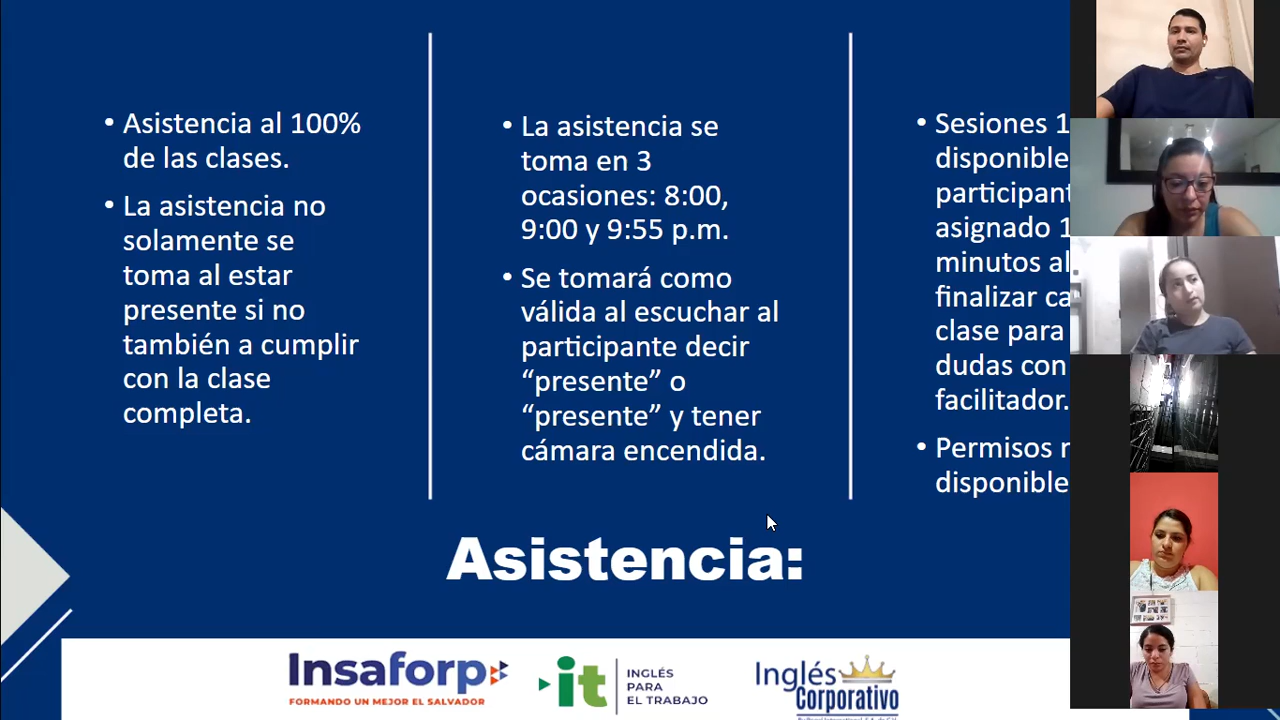 • Asistencia al 100%
de las clases.
• La asistencia no
solamente se
toma al estar
presente si no
también a cumplir
con la clase
completa.
• La asistencia se
toma en 3
ocasiones: 8:00,
9:00 y 9:55 p.m.
• Se tomará como
válida al escuchar al
participante decir
“presente” o
“presente” y tener
cámara encendida.
• Sesiones 1
disponible
participant
asignado 1
minutos al
finalizar ca
clase para
dudas con
facilitador.
• Permisos
disponible
Asistencia:
Insaforp
FORMANDO UN MEJOR EL SALVADOR
it
INGLÉS
PARA
EL TRABAJO
Inglés
Corporativo